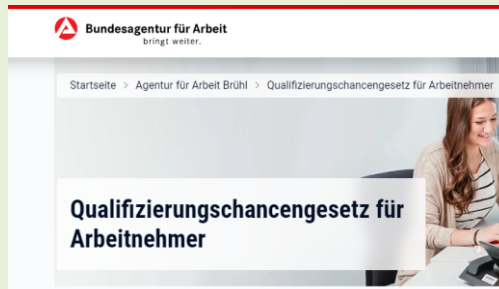 Bundesagentur für Arbeit
bringt weiter.
Startseite > Agentur für Arbeit Brühl > Qualifizierungschancengesetz für Arbeitnehmer
Qualifizierungschancengesetz für
Arbeitnehmer